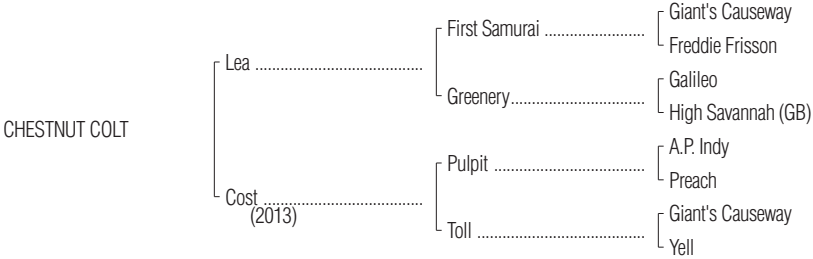 Giant's Causeway
First Samurai ........................
Freddie Frisson
Lea ........................................
Galileo
Greenery................................
High Savannah (GB)
CHESTNUT COLT
A.P. Indy
Pulpit ....................................
Preach
Cost ......................................
(2013)
Giant's Causeway
Toll ........................................
Yell